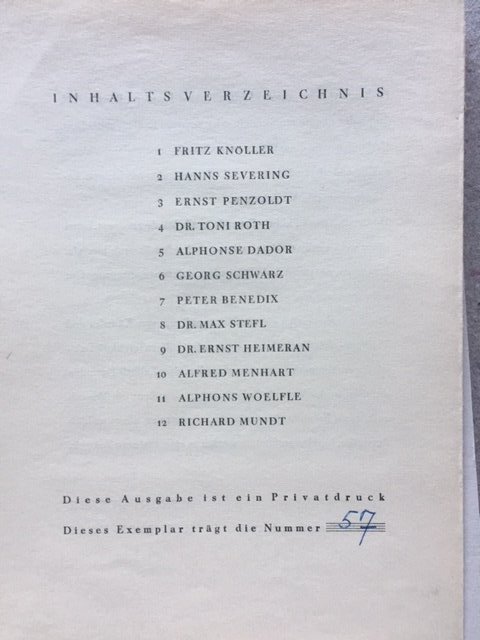 INHALTSVERZEICHNIS
1 FRITZ KNÖLLER
2 HANNS SEVERING
3 ERNST PENZOLDT
4 DR. TONI ROTH
5 ALPHONSE DADOR
6 GEORG SCHWARZ
7 PETER BENEDIX
8 DR. MAX STEFL
9 DR. ERNST HEIMERAN
10 ALFRED MENHART
11 ALPHONS WOELFLE
12 RICHARD MUNDT
Diese Ausgabe ist ein Privatdruck
Dieses Exemplar trägt die Nummer 57